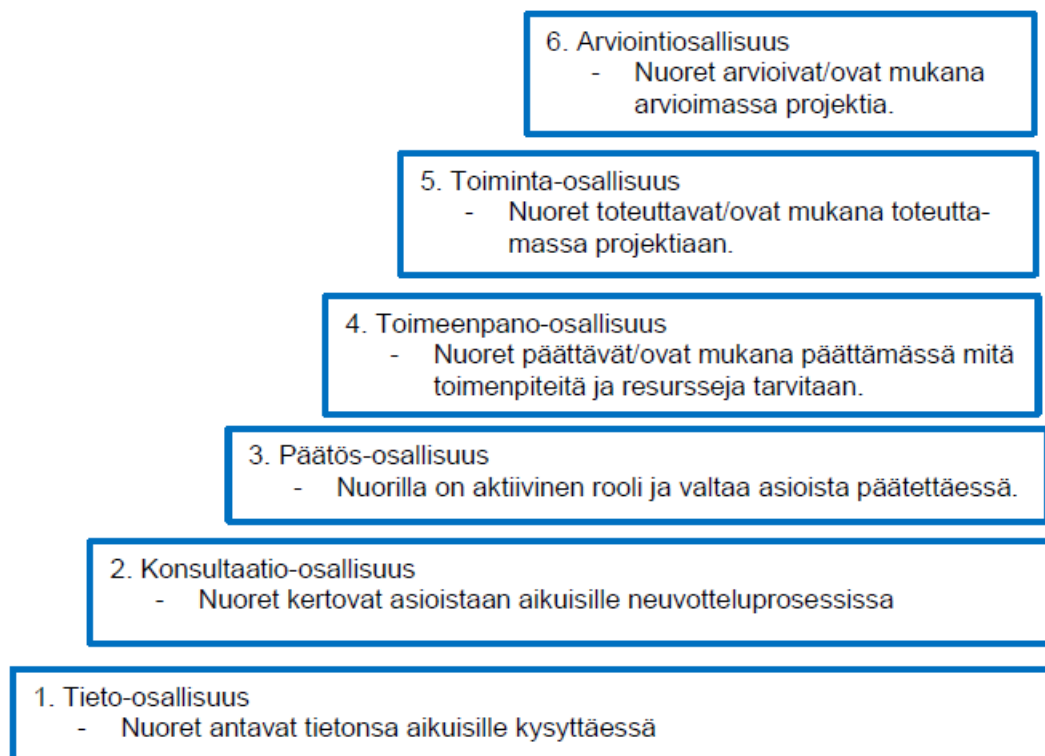 6. Arviointiosallisuus
- Nuoret arvioivat/ovat mukana
arvioimassa projektia.
5. Toiminta-osallisuus
- Nuoret toteuttavat/ovat mukana toteutta-
massa projektiaan.
4. Toimeenpano-osallisuus
- Nuoret päättävät/ovat mukana päättämässä mitä
toimenpiteitä ja resursseja tarvitaan.
3. Päätös-osallisuus
- Nuorilla on aktiivinen rooli ja valtaa asioista päätettäessä.
2. Konsultaatio-osallisuus
- Nuoret kertovat asioistaan aikuisille neuvotteluprosessissa
1. Tieto-osallisuus
- Nuoret antavat tietonsa aikuisille kysyttäessä